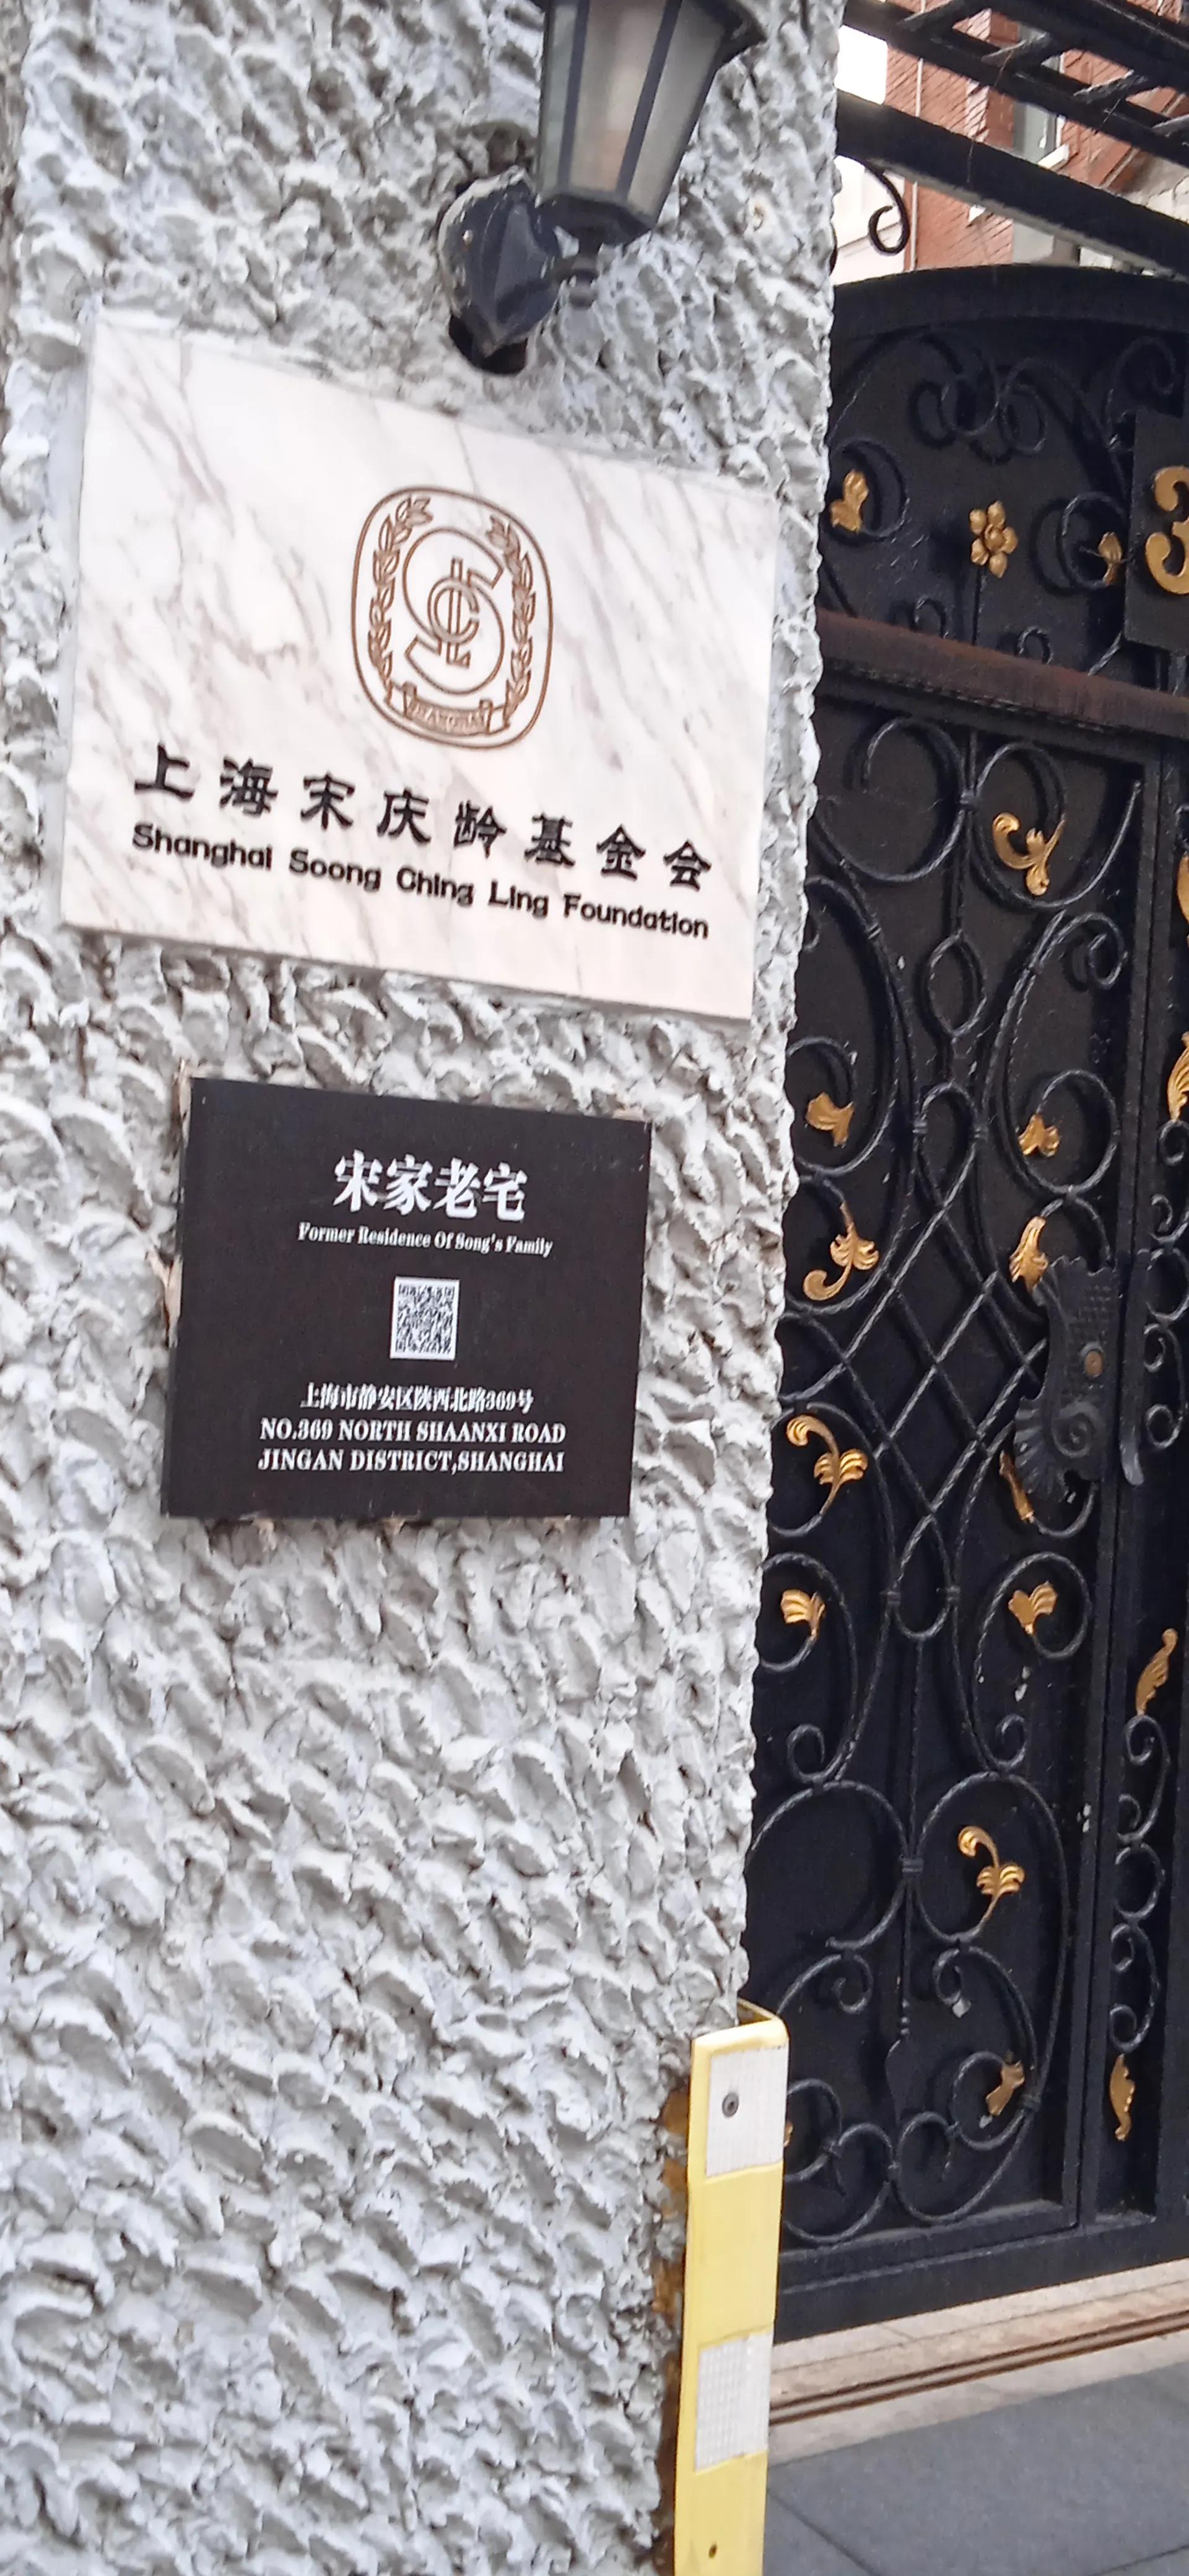 上海宋庆龄基金会
Shanghai Soong Ching Ling Foundation
宋家老宅
Former Residence Of Song's Family
上海市静安区陕西北路369号
NO.369 NORTH SHAANXI ROAD
JINGAN DISTRICT,SHANGHAI
3